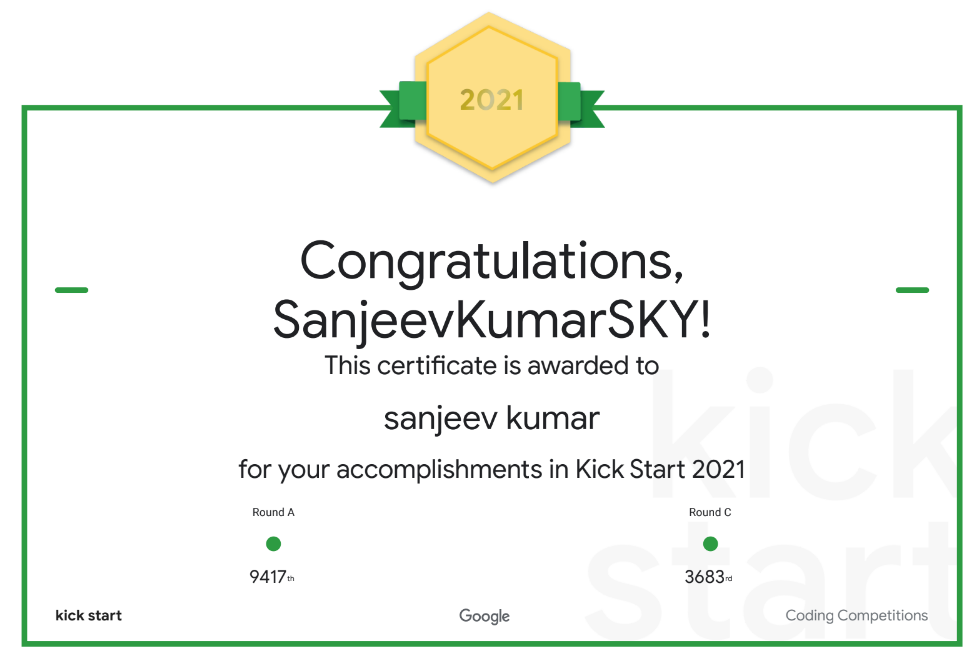 2021
Congratulations,
SanjeevKumarSKY!
This certificate is awarded to
sanjeev kumar
for your accomplishments in Kick Start 2021
Round A
Round C
9417th
3683rd
kick start
Google
Coding Competitions
kick
start